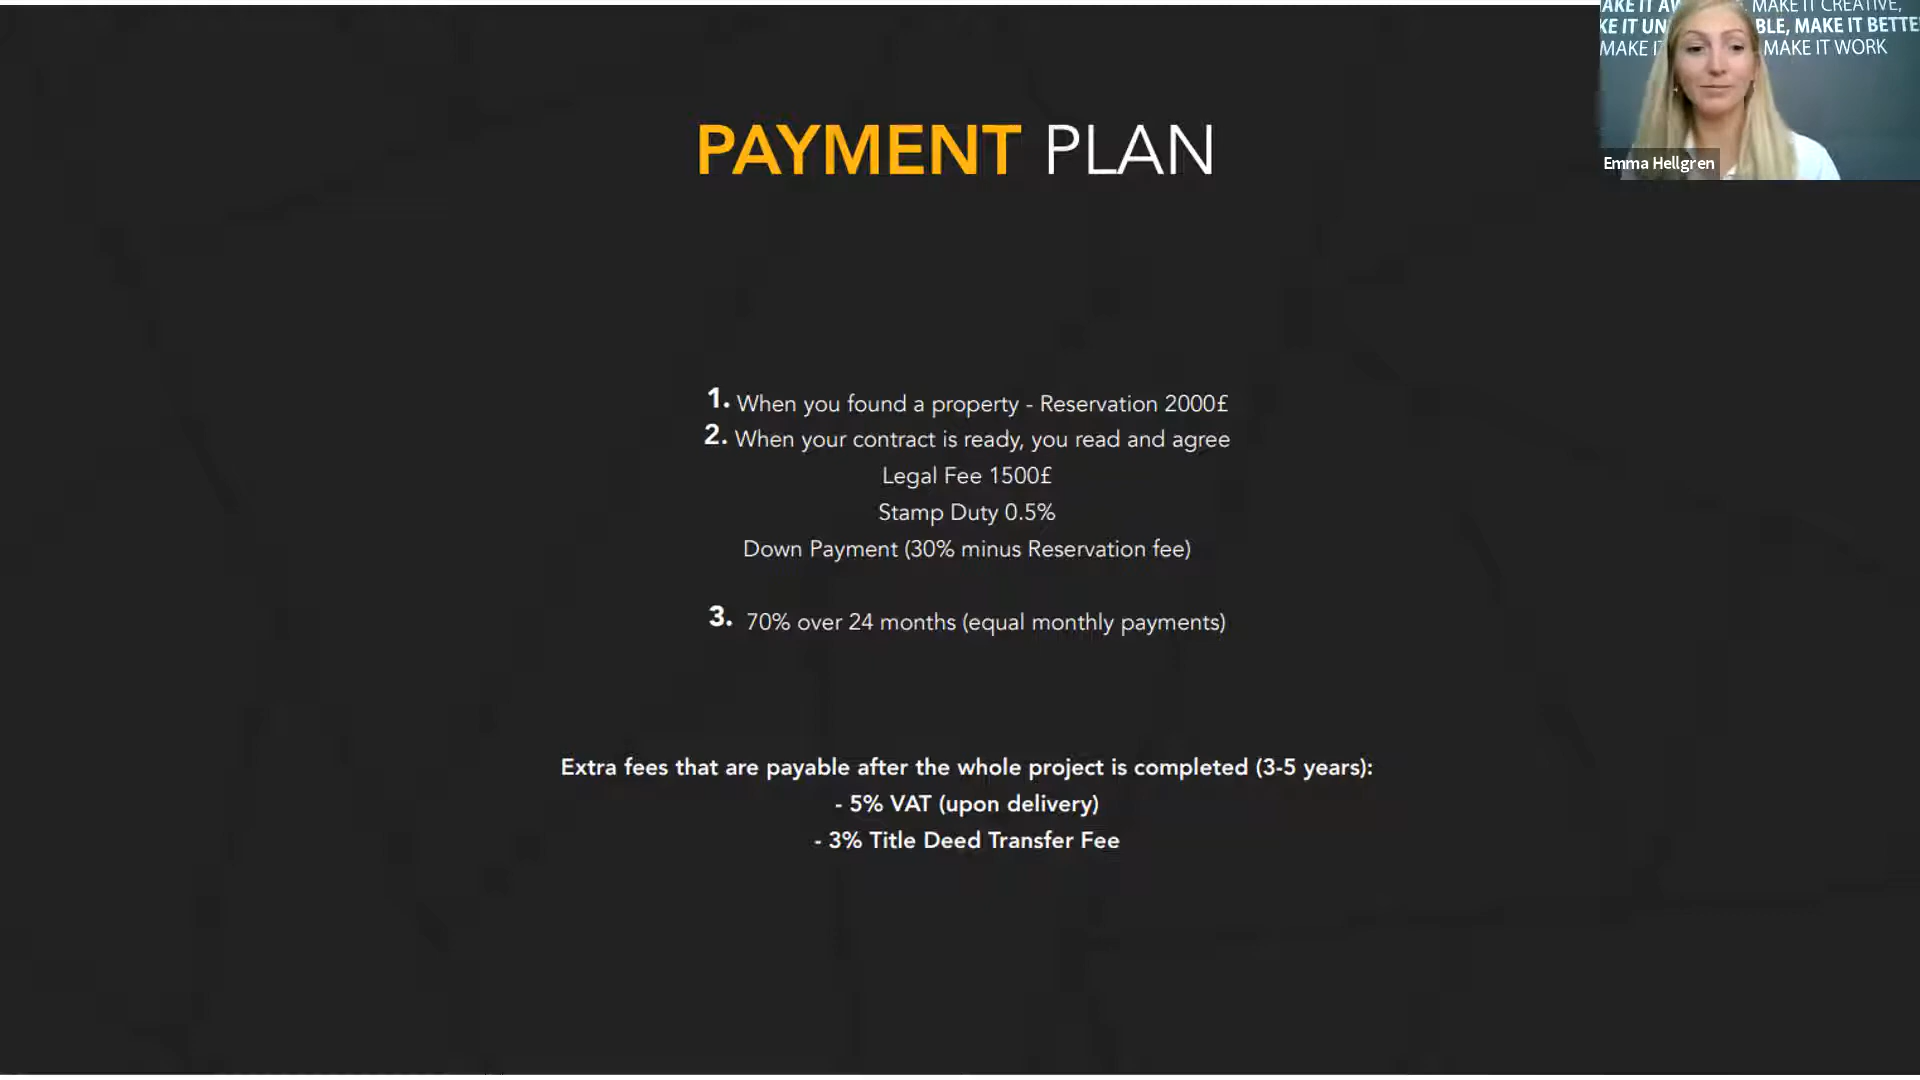 MAKE IT CREATIVE,
BLE, MAKE IT BETTE
MAKE IT WORK
Emma Hellgren
PAYMENT PLAN
1. When you found a property - Reservation 2000£
2. When your contract is ready, you read and agree
Legal Fee 1500£
Stamp Duty 0.5%
Down Payment (30% minus Reservation fee)
3. 70% over 24 months (equal monthly payments)
Extra fees that are payable after the whole project is completed (3-5 years):
- 5% VAT (upon delivery)
- 3% Title Deed Transfer Fee